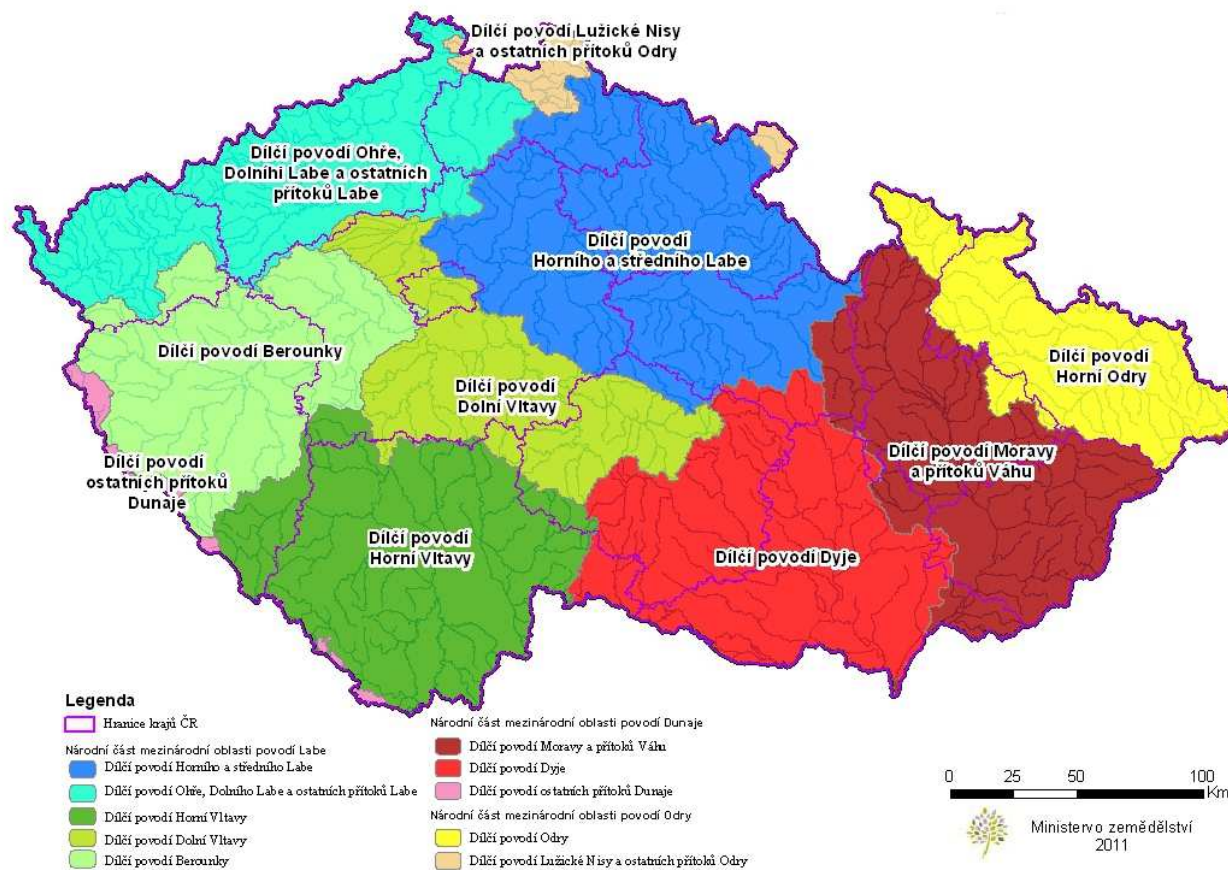 Dílčí povodí Lužické Nisy
a ostatních přítoků Odry
Dílčí povodí Ohře,
Dolního Labe a ostatních
přítoků Labe
Dílčí povodí
Horního a středního Labe
Dílčí povodí Berounky
Dílčí povodí
Dolní Vltavy
Dílčí povodí
Horní Odry
Dílčí povodí Moravy
a přítoků Váhu
Dílčí povodí
ostatních přítoků
Dunaje
Dílčí povodí
Horní Vltavy
Dílčí povodí Dyje
Legenda
Hranice krajů ČR
Národní část mezinárodní oblasti povodí Labe
Dílčí povodí Horního a středního Labe
Dílčí povodí Ohře, Dolního Labe a ostatních přítoků Labe
Dílčí povodí Horní Vltavy
Dílčí povodí Dolní Vltavy
Dílčí povodí Berounky
Národní část mezinárodní oblasti povodí Dunaje
Dílčí povodí Moravy a přítoků Váhu
Dílčí povodí Dyje
Dílčí povodí ostatních přítoků Dunaje
Národní část mezinárodní oblasti povodí Odry
Dílčí povodí Odry
Dílčí povodí Lužické Nisy a ostatních přítoků Odry
0 25 50 100
Km
Ministervo zemědělství
2011